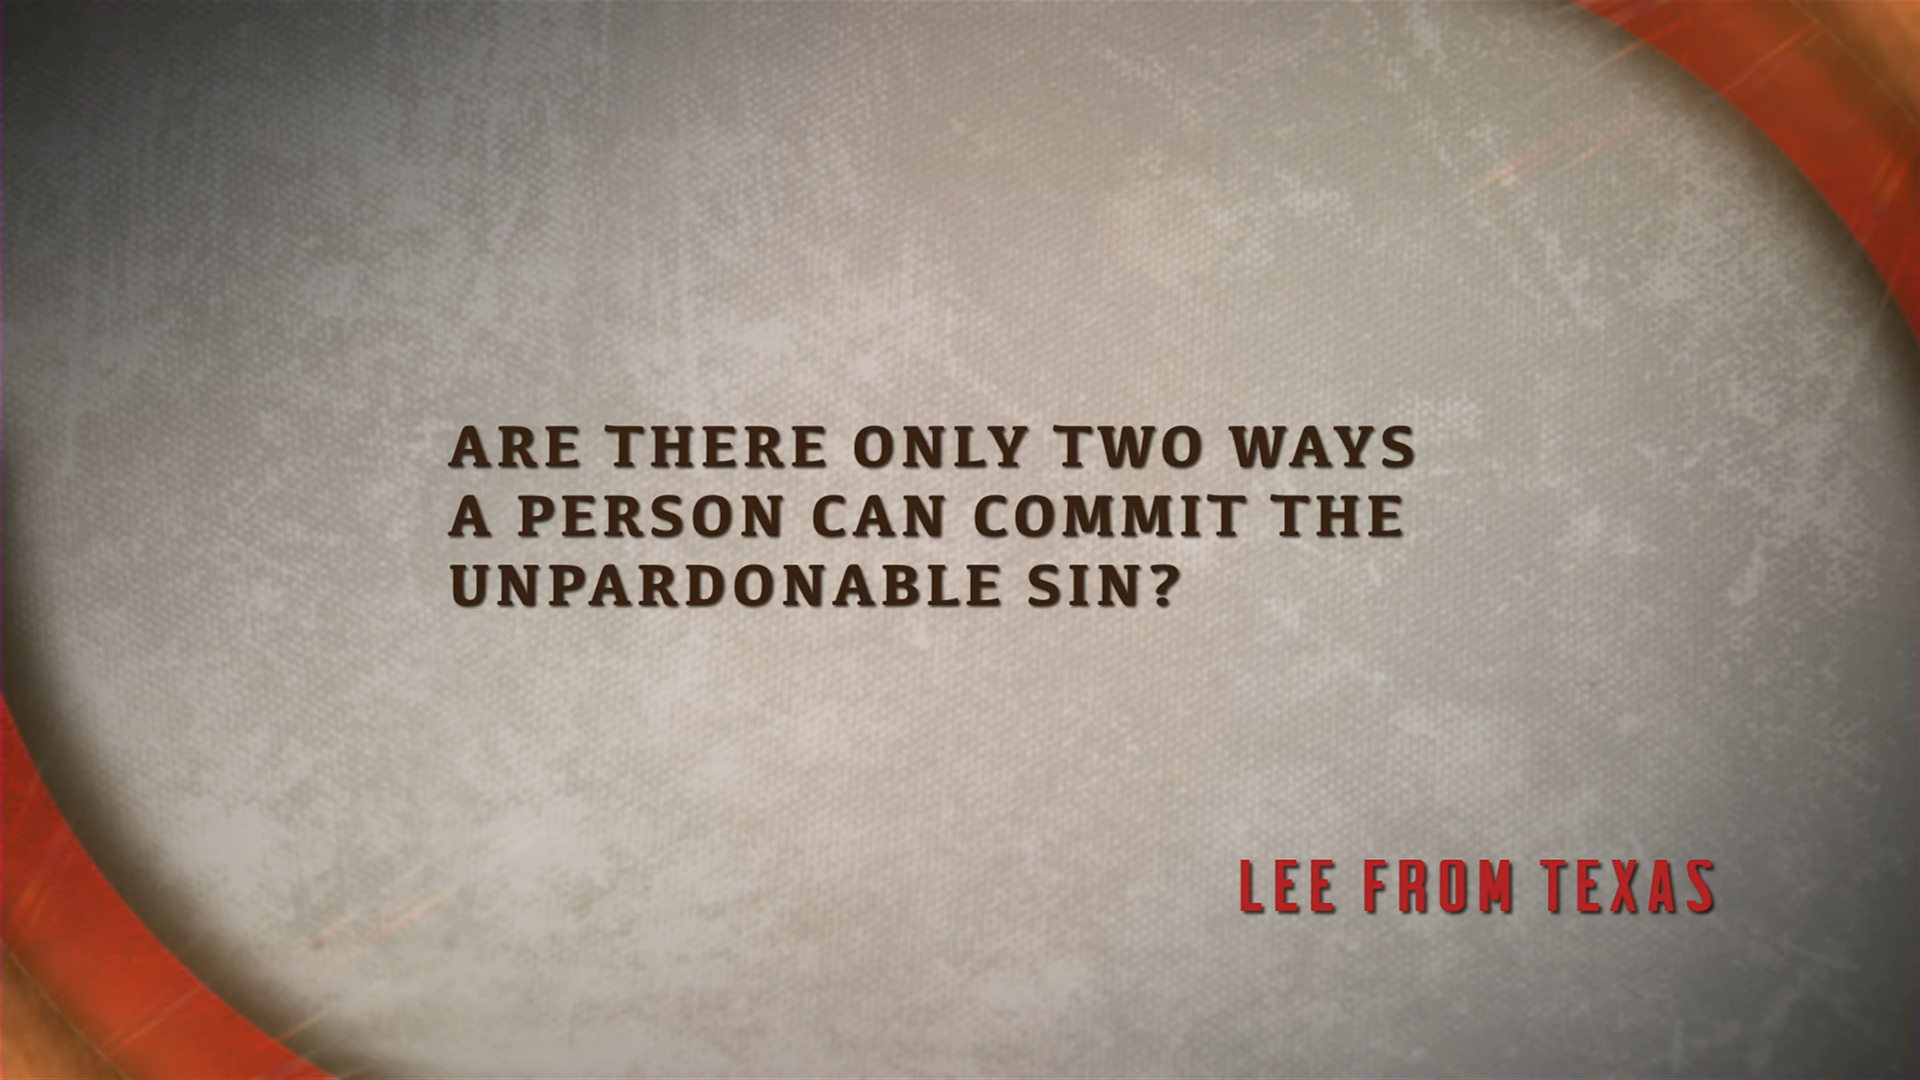 ARE THERE ONLY TWO WAYS
A PERSON CAN COMMIT THE
UNPARDONABLE SIN?
LEE FROM TEXAS